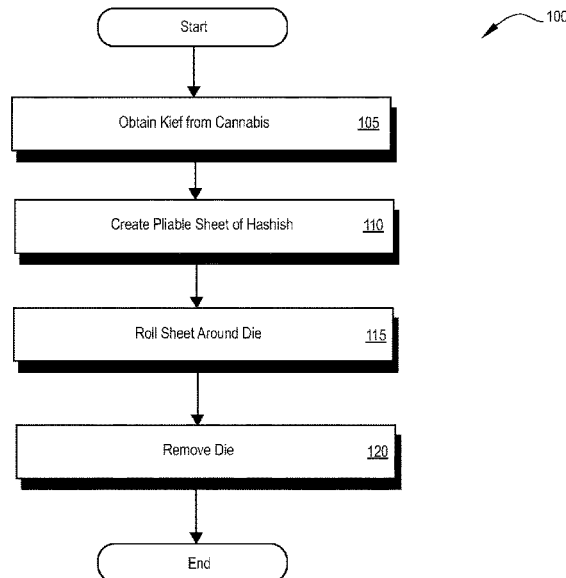 Start
100
Obtain Kief from Cannabis 105
Create Pliable Sheet of Hashish 110
Roll Sheet Around Die 115
Remove Die 120
End